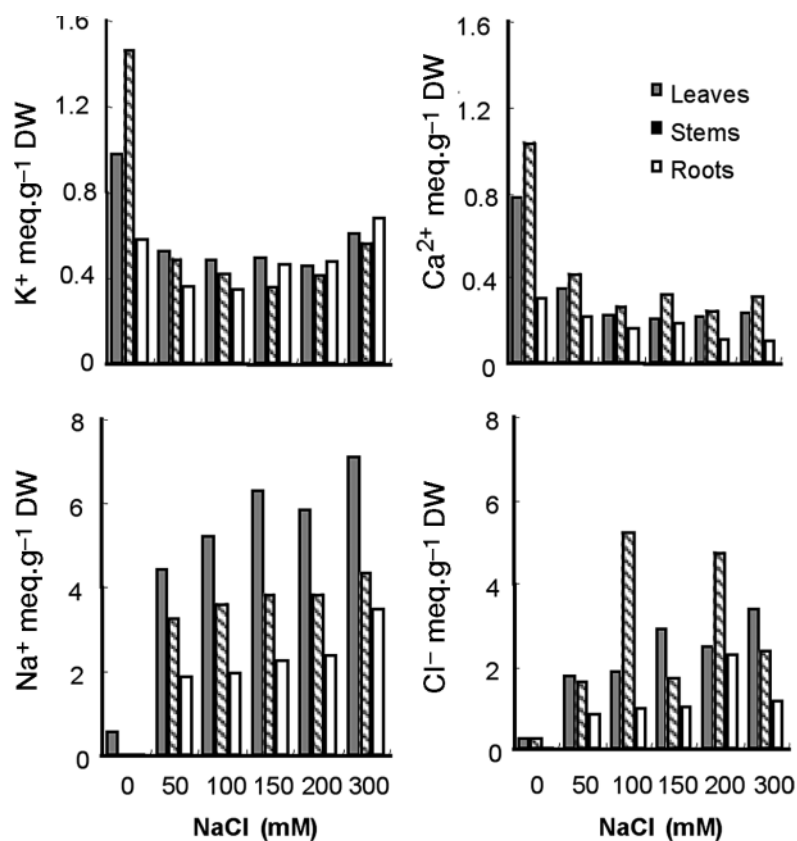 K⁺ meq.g⁻¹ DW
1.6
1.2
0.8
0.4
0
Ca²⁺ meq.g⁻¹ DW
1.6
1.2
0.8
0.4
0
Leaves
Stems
Roots
Na⁺ meq.g⁻¹ DW
8
6
4
2
0
0 50 100 150 200 300
NaCl (mM)
Cl⁻ meq.g⁻¹ DW
8
6
4
2
0
0 50 100 150 200 300
NaCl (mM)